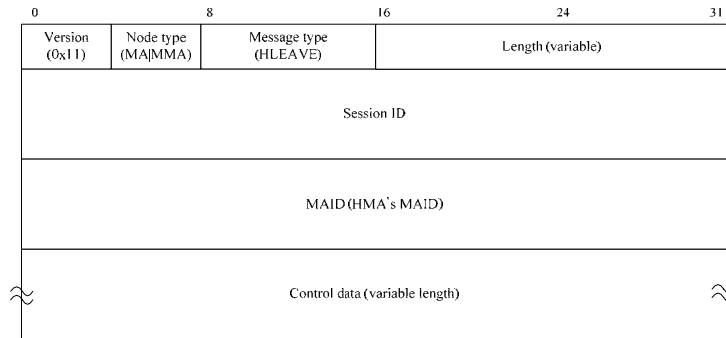 0 8 16 24 31
Version Node type Message type Length (variable)
(0x11) (MA|MMA) (HLEAVE)
Session ID
MAID (HMA's MAID)
Control data (variable length)